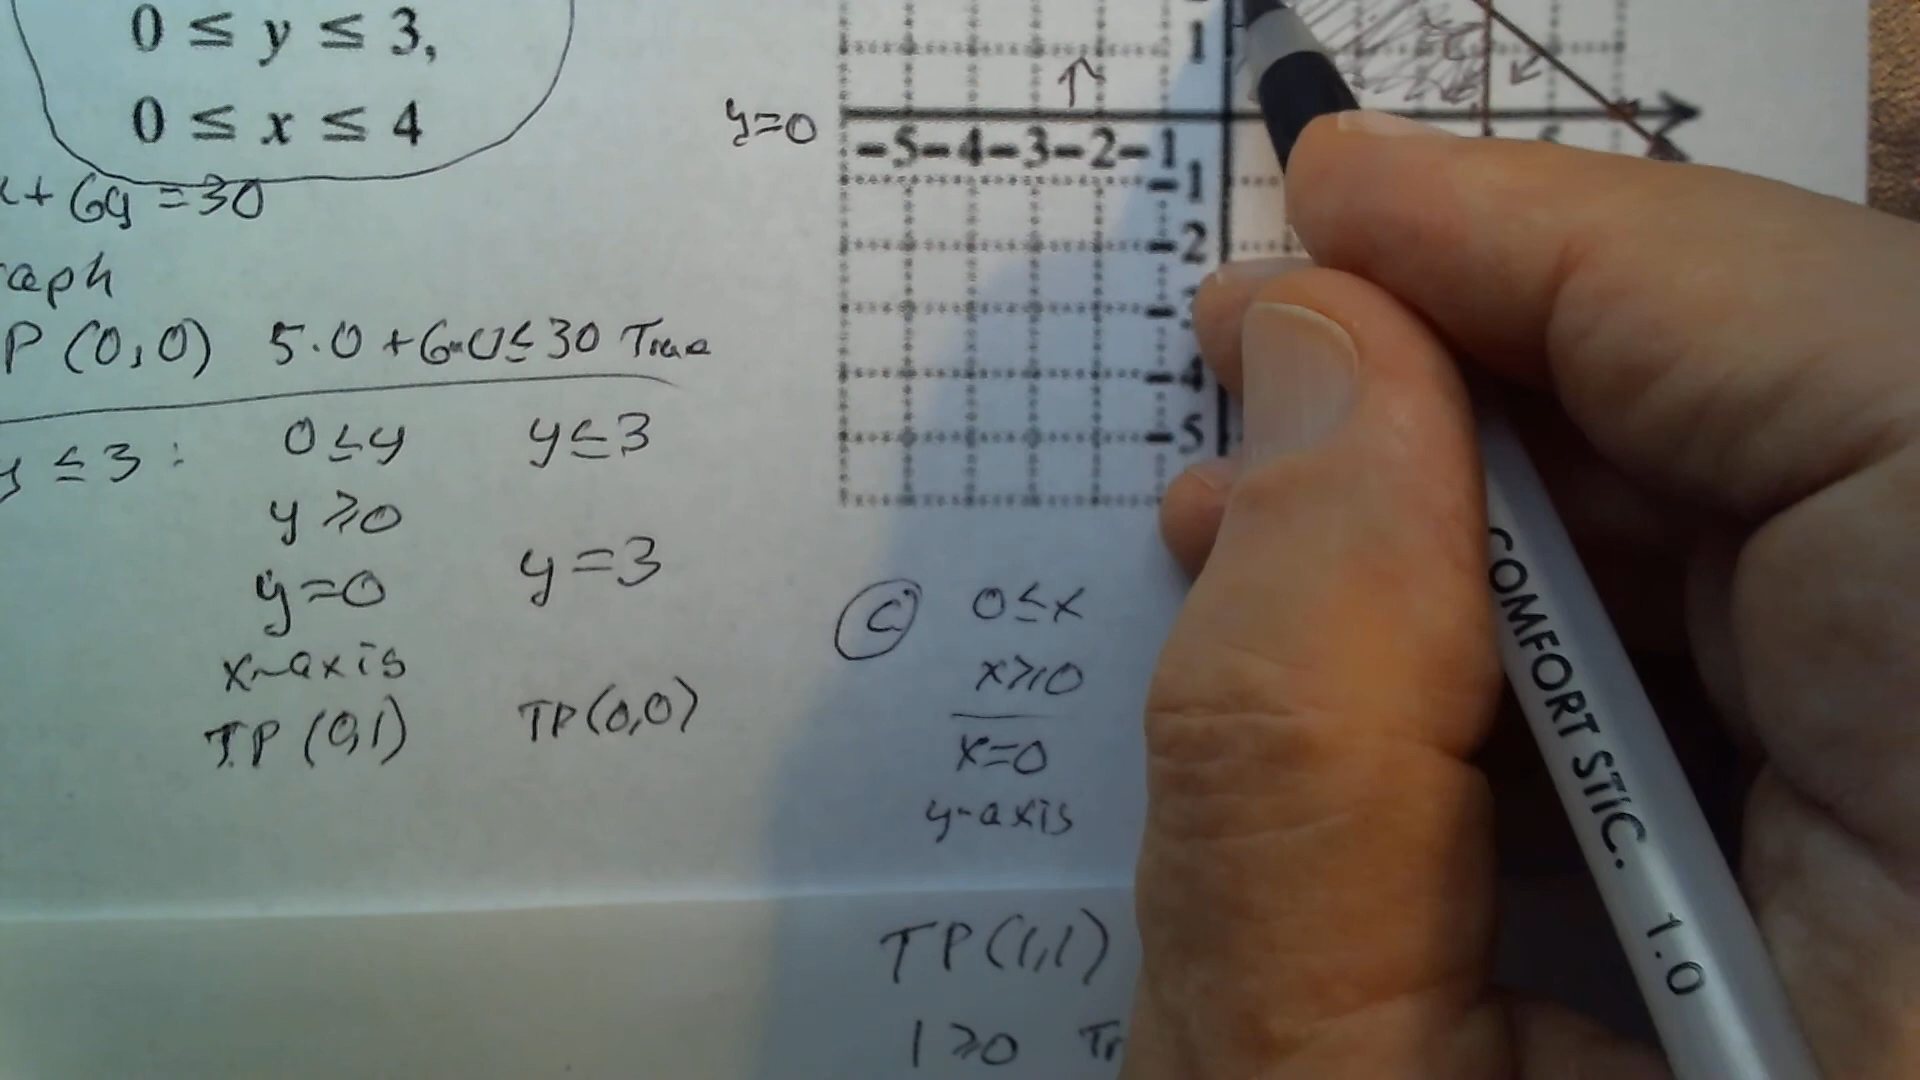 0 ≤ y ≤ 3,
0 ≤ x ≤ 4
+ 6y = 30
P (0,0) 5·0 + 6·0 ≤ 30 True
≤ 3 : 0 ≤ y y ≤ 3
y ≥ 0
y = 0 y = 3
x-axis
TP (0,1) TP (0,0)
1
y=0
-5 -4 -3 -2 -1
-1
-2
-4
-5
C 0 ≤ x
x ≥ 0
x=0
y-axis
TP (1,1)
1 ≥ 0 Tr
COMFORT STIC. 1.0